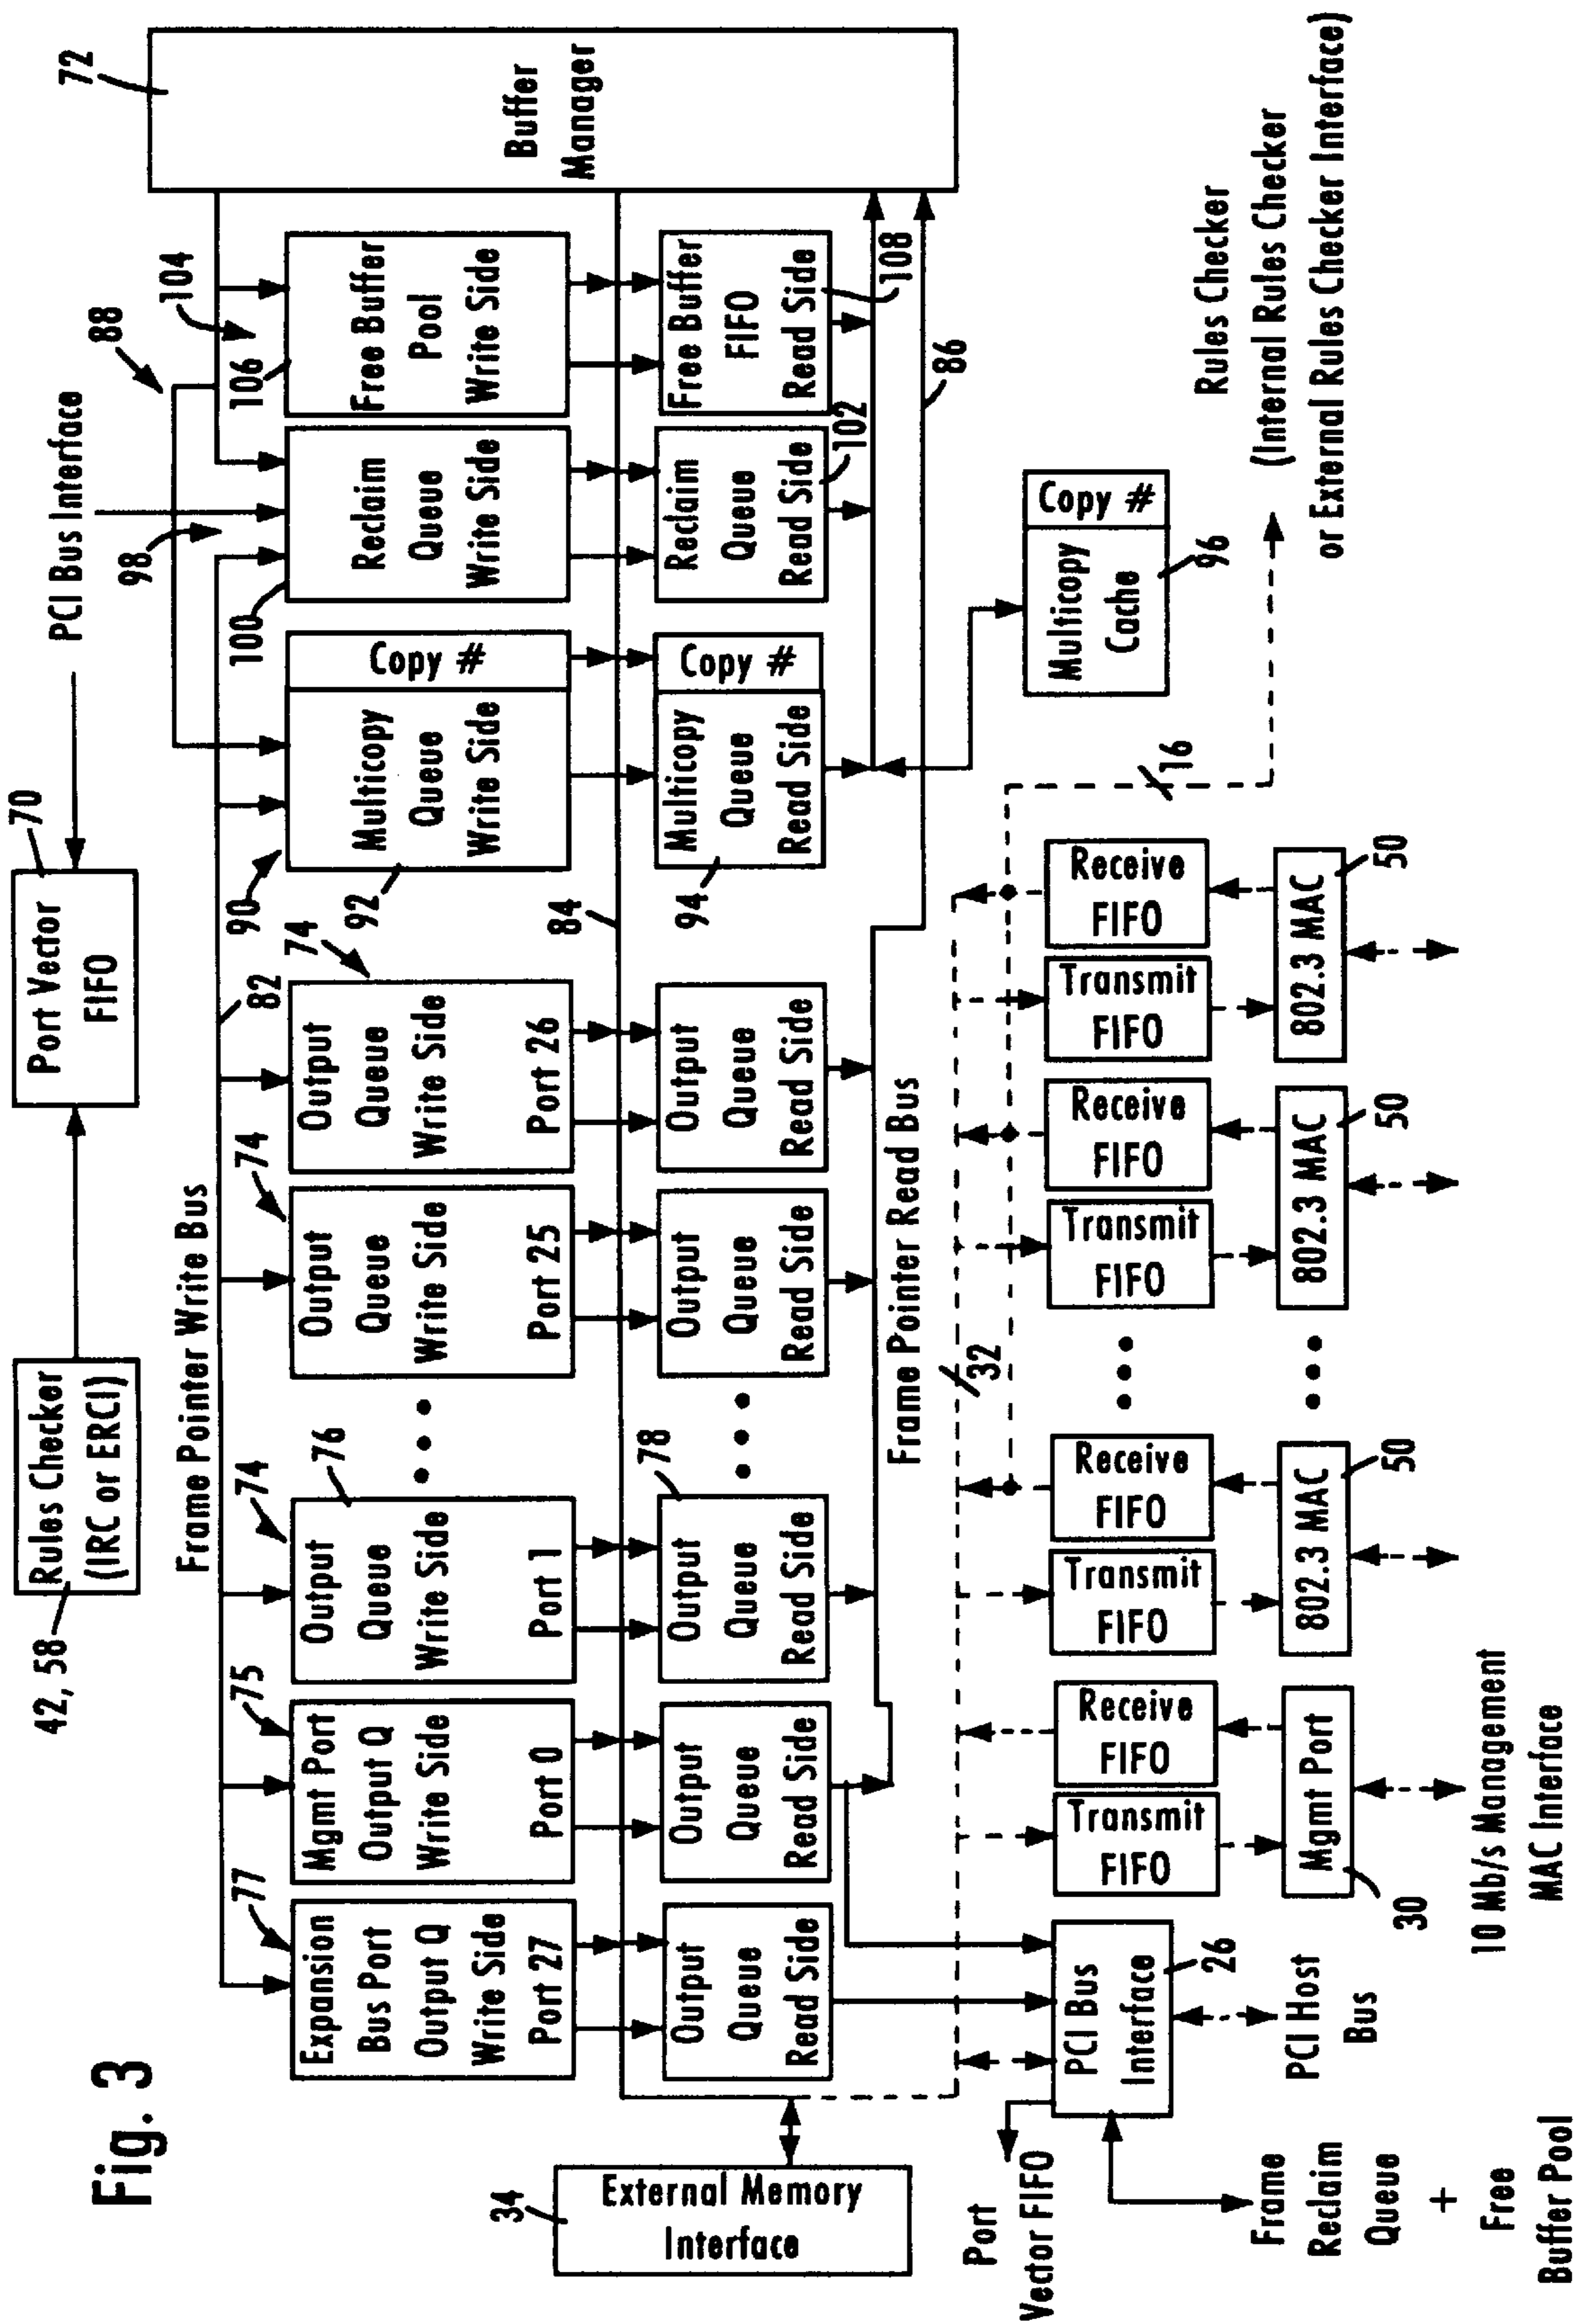 Fig. 3
42, 58
Rules Checker
(IRC or ERCI)
70
Port Vector
FIFO
PCI Bus Interface
88
72
Buffer
Manager
Frame Pointer Write Bus
82
77
Expansion
Bus Port
Output Q
Write Side
Port 27
75
Mgmt Port
Output Q
Write Side
Port 0
74
76
Output
Queue
Write Side
Port 1
74
Output
Queue
Write Side
Port 25
74
Output
Queue
Write Side
Port 26
90
92
Multicopy
Queue
Write Side
Copy #
98
100
Reclaim
Queue
Write Side
104
106
Free Buffer
Pool
Write Side
84
34
External Memory
Interface
Output
Queue
Read Side
Output
Queue
Read Side
78
Output
Queue
Read Side
Output
Queue
Read Side
Output
Queue
Read Side
94
Multicopy
Queue
Read Side
Copy #
Reclaim
Queue
Read Side
102
Free Buffer
FIFO
Read Side
108
Frame Pointer Read Bus
86
32
16
Multicopy
Cache
Copy #
96
Rules Checker
(Internal Rules Checker
or External Rules Checker Interface)
Port
Vector FIFO
PCI Bus
Interface
26
PCI Host
Bus
Frame
Reclaim
Queue
+
Free
Buffer Pool
Transmit
FIFO
Receive
FIFO
Mgmt Port
30
10 Mb/s Management
MAC Interface
Transmit
FIFO
Receive
FIFO
802.3 MAC
50
Transmit
FIFO
Receive
FIFO
802.3 MAC
50
Transmit
FIFO
Receive
FIFO
802.3 MAC
50